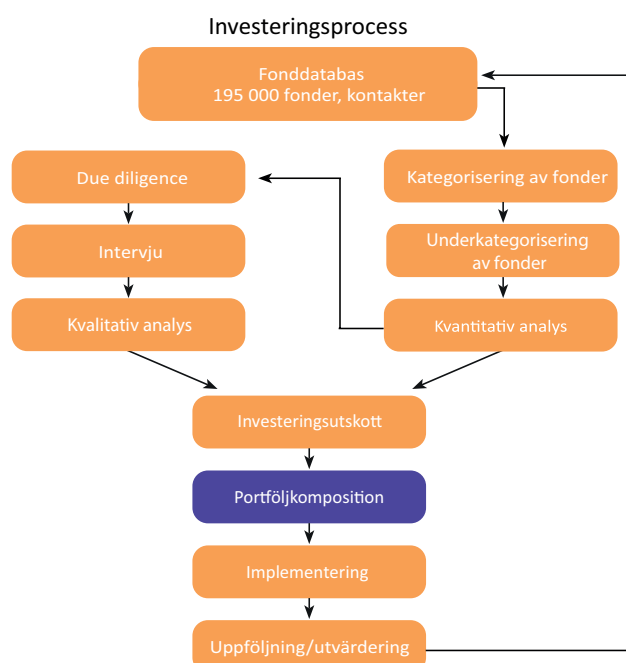 Investeringsprocess
Fonddatabas
195 000 fonder, kontakter
Due diligence
Kategorisering av fonder
Intervju
Underkategorisering
av fonder
Kvalitativ analys
Kvantitativ analys
Investeringsutskott
Portföljkomposition
Implementering
Uppföljning/utvärdering